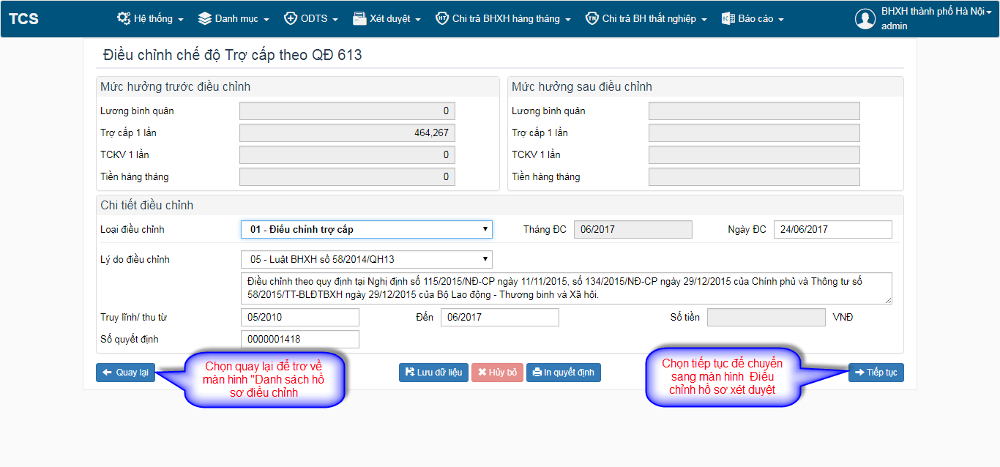 TCS
Hệ thống
Danh mục
ODTS
Xét duyệt
Chi trả BHXH hàng tháng
Chi trả BH thất nghiệp
Báo cáo
BHXH thành phố Hà Nội
admin
Điều chỉnh chế độ Trợ cấp theo QĐ 613
Mức hưởng trước điều chỉnh
Lương bình quân 0
Trợ cấp 1 lần 464,267
TCKV 1 lần 0
Tiền hàng tháng 0
Mức hưởng sau điều chỉnh
Lương bình quân
Trợ cấp 1 lần
TCKV 1 lần
Tiền hàng tháng
Chi tiết điều chỉnh
Loại điều chỉnh 01 - Điều chỉnh trợ cấp Tháng ĐC 06/2017 Ngày ĐC 24/06/2017
Lý do điều chỉnh 05 - Luật BHXH số 58/2014/QH13
Điều chỉnh theo quy định tại Nghị định số 115/2015/NĐ-CP ngày 11/11/2015, số 134/2015/NĐ-CP ngày 29/12/2015 của Chính phủ và Thông tư số
58/2015/TT-BLĐTBXH ngày 29/12/2015 của Bộ Lao động - Thương binh và Xã hội.
Truy lĩnh/ thu từ 05/2010 Đến 06/2017 Số tiền VNĐ
Số quyết định 0000001418
Quay lại
Chọn quay lại để trơ về
màn hình "Danh sách hồ
sơ điều chỉnh
Lưu dữ liệu
Hủy bỏ
In quyết định
Chọn tiếp tục để chuyển
sang màn hình Điều
chỉnh hồ sơ xét duyệt
Tiếp tục